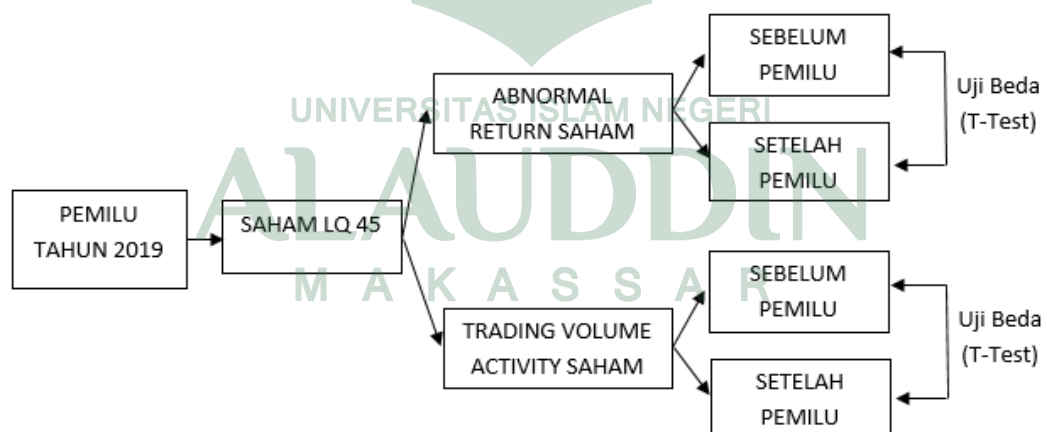 PEMILU
TAHUN 2019
SAHAM LQ 45
ABNORMAL
RETURN SAHAM
SEBELUM
PEMILU
SETELAH
PEMILU
Uji Beda
(T-Test)
TRADING VOLUME
ACTIVITY SAHAM
SEBELUM
PEMILU
SETELAH
PEMILU
Uji Beda
(T-Test)
UNIVERSITAS ISLAM NEGERI
ALAUDDIN
MAKASSAR